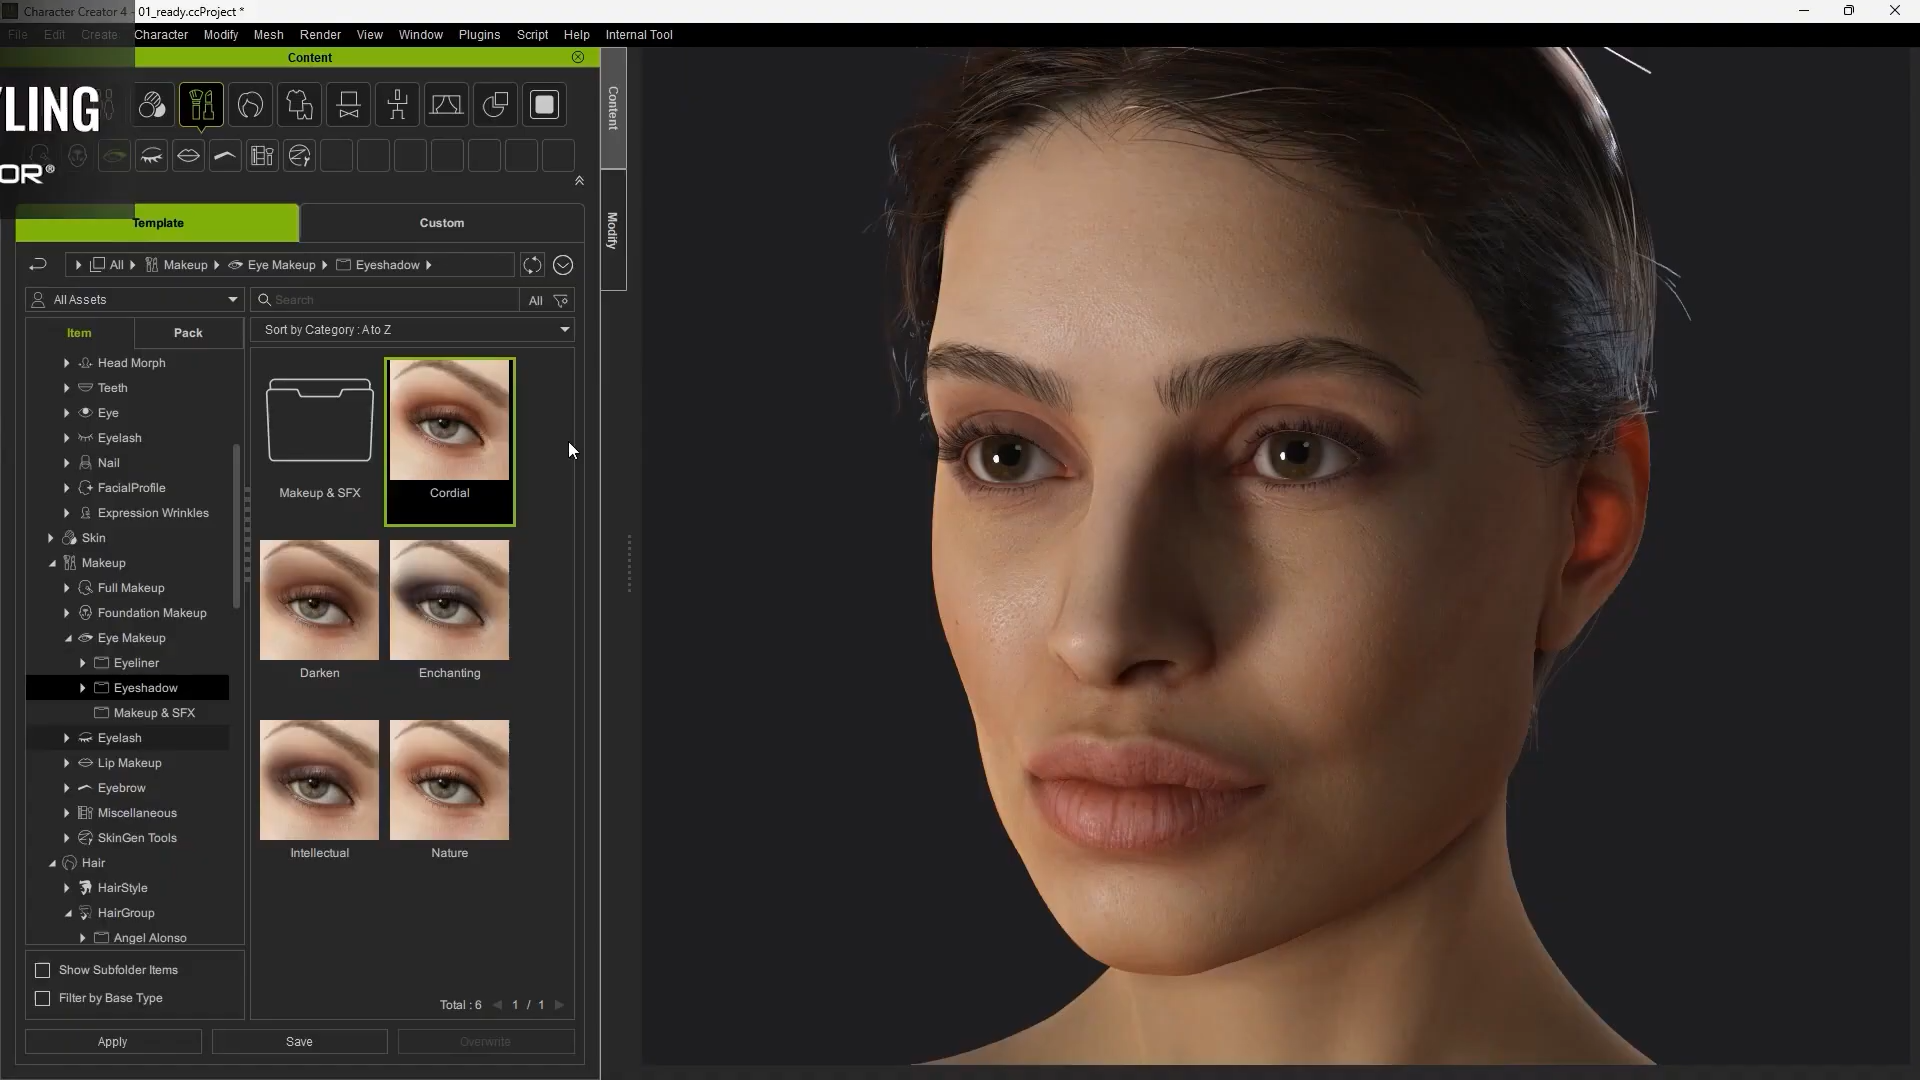 Character Creator 4 - 01_ready.ccProject *
File Edit Create Character Modify Mesh Render View Window Plugins Script Help Internal Tool
Content
LING
OR®
Content
Modify
Template
Custom
All Makeup Eye Makeup Eyeshadow
All Assets
Search
All
Item
Pack
Sort by Category : A to Z
Head Morph
Teeth
Eye
Eyelash
Nail
FacialProfile
Expression Wrinkles
Skin
Makeup
Full Makeup
Foundation Makeup
Eye Makeup
Eyeliner
Eyeshadow
Makeup & SFX
Eyelash
Lip Makeup
Eyebrow
Miscellaneous
SkinGen Tools
Hair
HairStyle
HairGroup
Angel Alonso
Makeup & SFX
Cordial
Darken
Enchanting
Intellectual
Nature
Show Subfolder Items
Filter by Base Type
Total : 6
1 / 1
Apply
Save
Overwrite